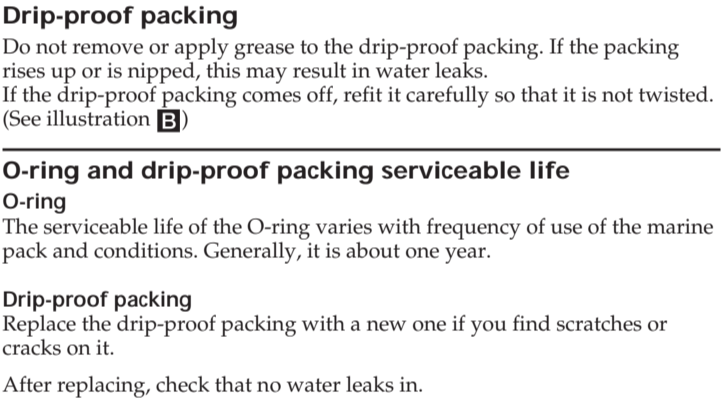 Drip-proof packing
Do not remove or apply grease to the drip-proof packing. If the packing
rises up or is nipped, this may result in water leaks.
If the drip-proof packing comes off, refit it carefully so that it is not twisted.
(See illustration B)
O-ring and drip-proof packing serviceable life
O-ring
The serviceable life of the O-ring varies with frequency of use of the marine
pack and conditions. Generally, it is about one year.
Drip-proof packing
Replace the drip-proof packing with a new one if you find scratches or
cracks on it.
After replacing, check that no water leaks in.